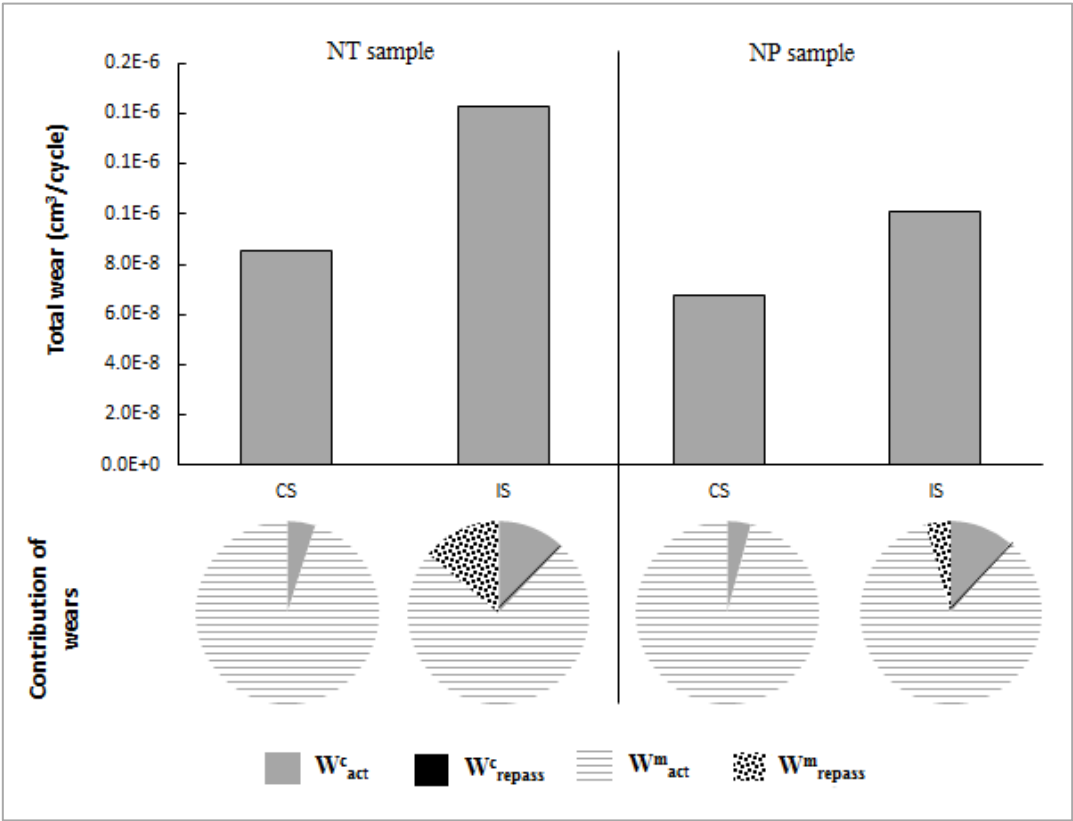 NT sample
NP sample
Total wear (cm³/cycle)
0.2E-6
0.1E-6
0.1E-6
0.1E-6
8.0E-8
6.0E-8
4.0E-8
2.0E-8
0.0E+0
CS
IS
CS
IS
Contribution of
wears
Wᶜact
Wᶜrepass
Wᵐact
Wᵐrepass